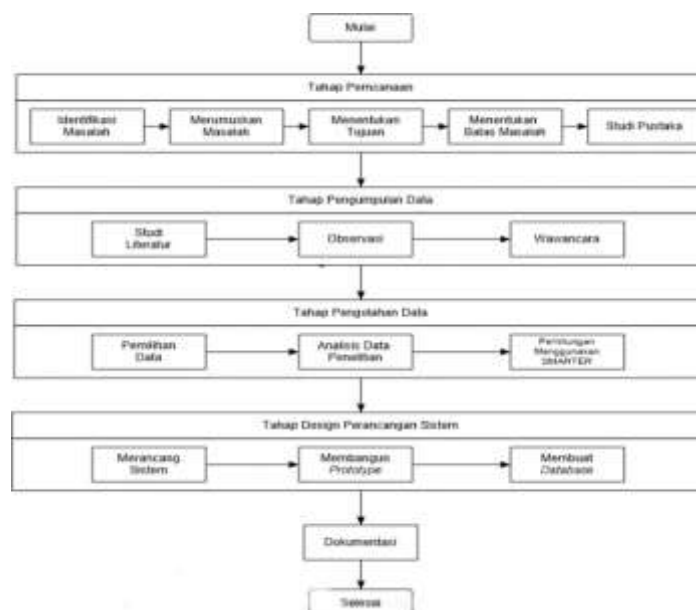 Mulai
Tahap Perncanaan
Identifikasi
Masalah
Merumuskan
Masalah
Menentukan
Tujuan
Menentukan
Batas Masalah
Studi Pustaka
Tahap Pengumpulan Data
Studi
Literatur
Observasi
Wawancara
Tahap Pengolahan Data
Pemilihan
Data
Analisis Data
Penelitian
Perhitungan
Menggunakan
SMARTER
Tahap Design Perancangan Sistem
Merancang
Sistem
Membangun
Prototype
Membuat
Database
Dokumentasi
Selesai